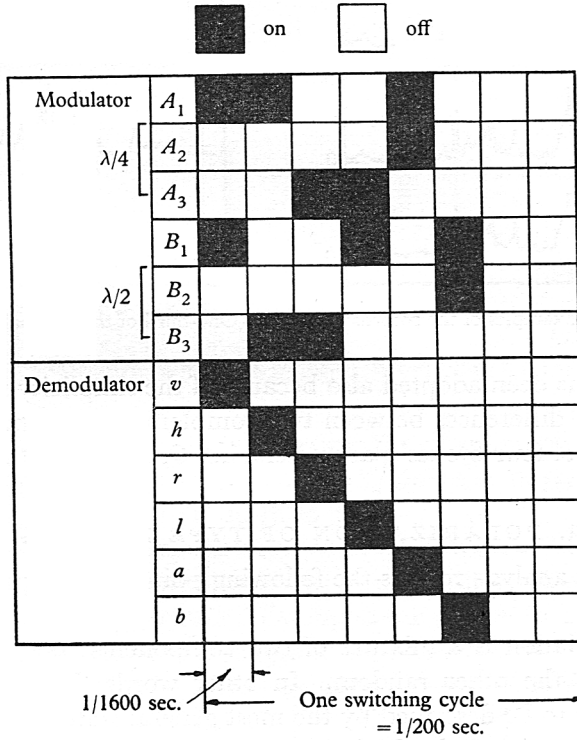 on off
Modulator A₁
λ/4 A₂
A₃
B₁
λ/2 B₂
B₃
Demodulator v
h
r
l
a
b
1/1600 sec. One switching cycle
= 1/200 sec.